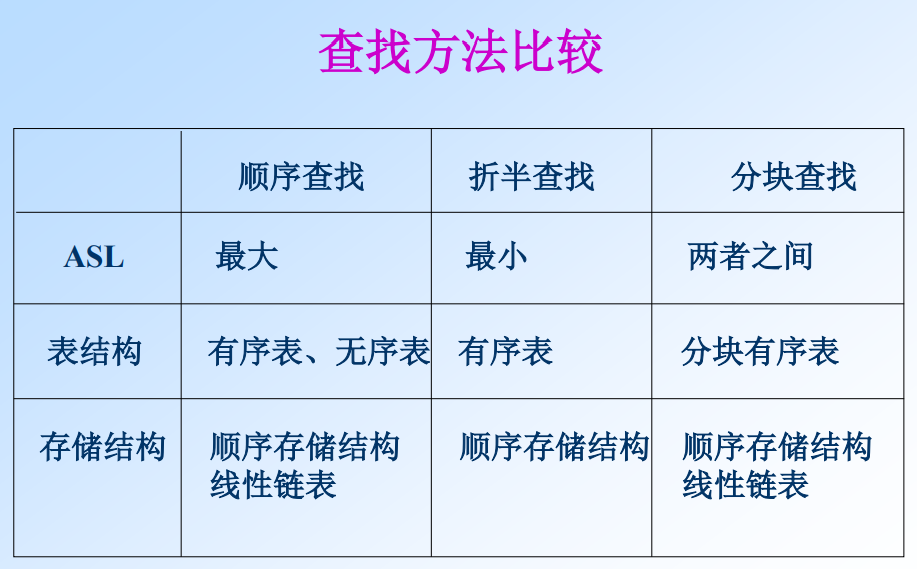 查找方法比较
顺序查找 折半查找 分块查找
ASL 最大 最小 两者之间
表结构 有序表、无序表 有序表 分块有序表
存储结构 顺序存储结构 顺序存储结构 顺序存储结构
线性链表 线性链表